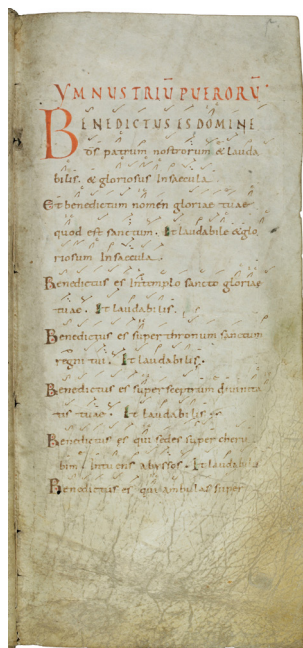 YMNUS TRIŪ PUERORŪ
BENEDICTUS ES DOMINE
ds patrum nostrorum & lauda
bilis. & gloriosus In saecula.
Et benedictum nomen gloriae tuae
quod est sanctum. Et laudabile & glo
riosum In saecula.
Benedictus es In templo sancto gloriae
tuae. Et laudabilis.
Benedictus es super thronum sanctum
regni tui. Et laudabilis.
Benedictus es super sceptrum diuinita
tis tuae. Et laudabilis.
Benedictus es qui sedes super cheru
bim. Intuens abyssos. Et laudabilis
Benedictus es qui ambulas super